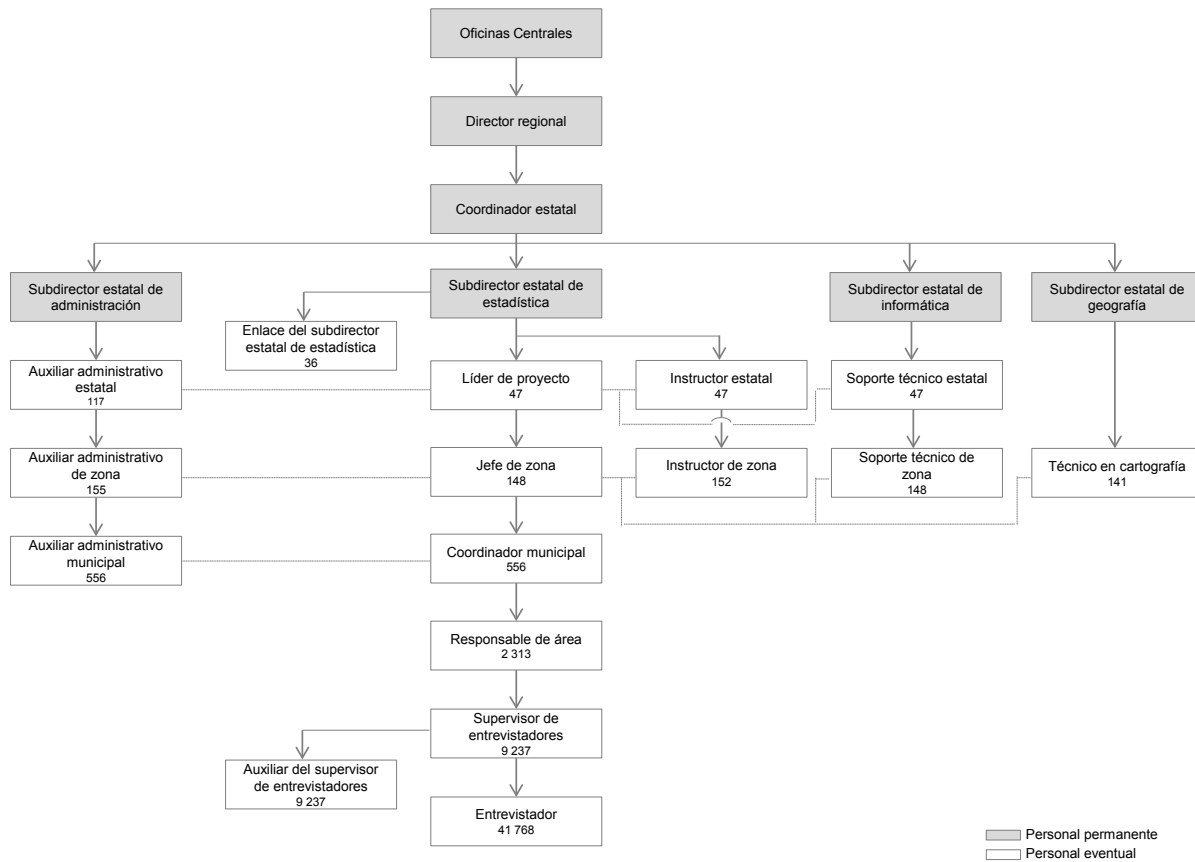 Oficinas Centrales
Director regional
Coordinador estatal
Subdirector estatal de
administración
Subdirector estatal de
estadística
Subdirector estatal de
informática
Subdirector estatal de
geografía
Enlace del subdirector
estatal de estadística
36
Auxiliar administrativo
estatal
117
Líder de proyecto
47
Instructor estatal
47
Soporte técnico estatal
47
Auxiliar administrativo
de zona
155
Jefe de zona
148
Instructor de zona
152
Soporte técnico de
zona
148
Técnico en cartografía
141
Auxiliar administrativo
municipal
556
Coordinador municipal
556
Responsable de área
2 313
Supervisor de
entrevistadores
9 237
Auxiliar del supervisor
de entrevistadores
9 237
Entrevistador
41 768
Personal permanente
Personal eventual